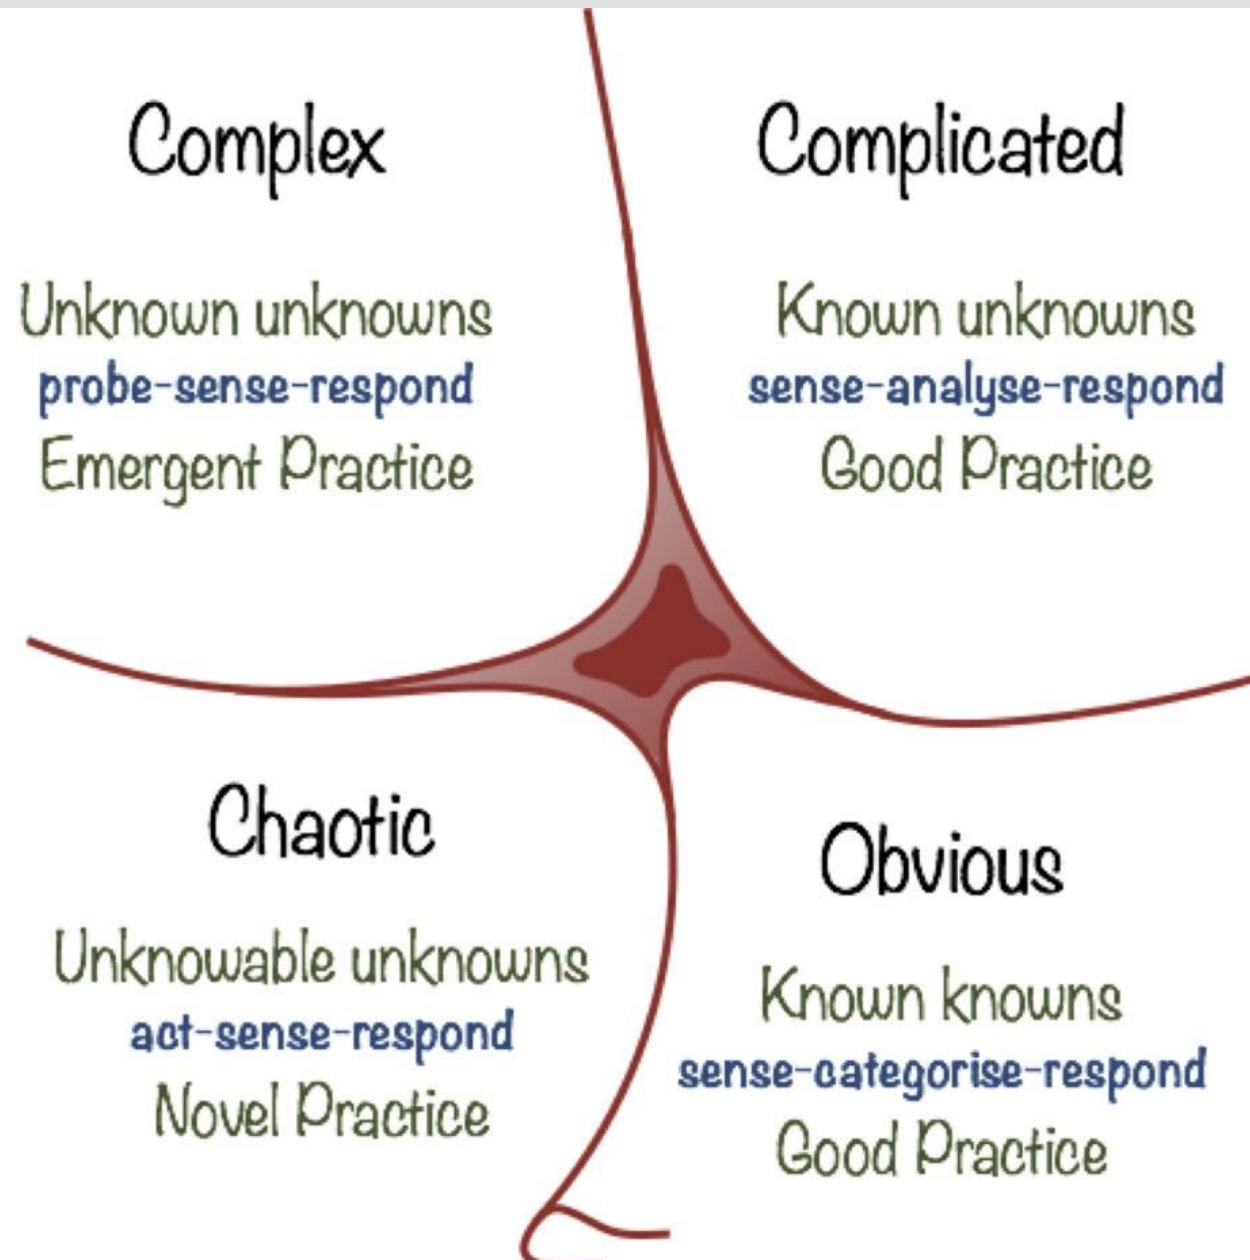 Complex
Unknown unknowns
probe-sense-respond
Emergent Practice
Complicated
Known unknowns
sense-analyse-respond
Good Practice
Chaotic
Unknowable unknowns
act-sense-respond
Novel Practice
Obvious
Known knowns
sense-categorise-respond
Good Practice